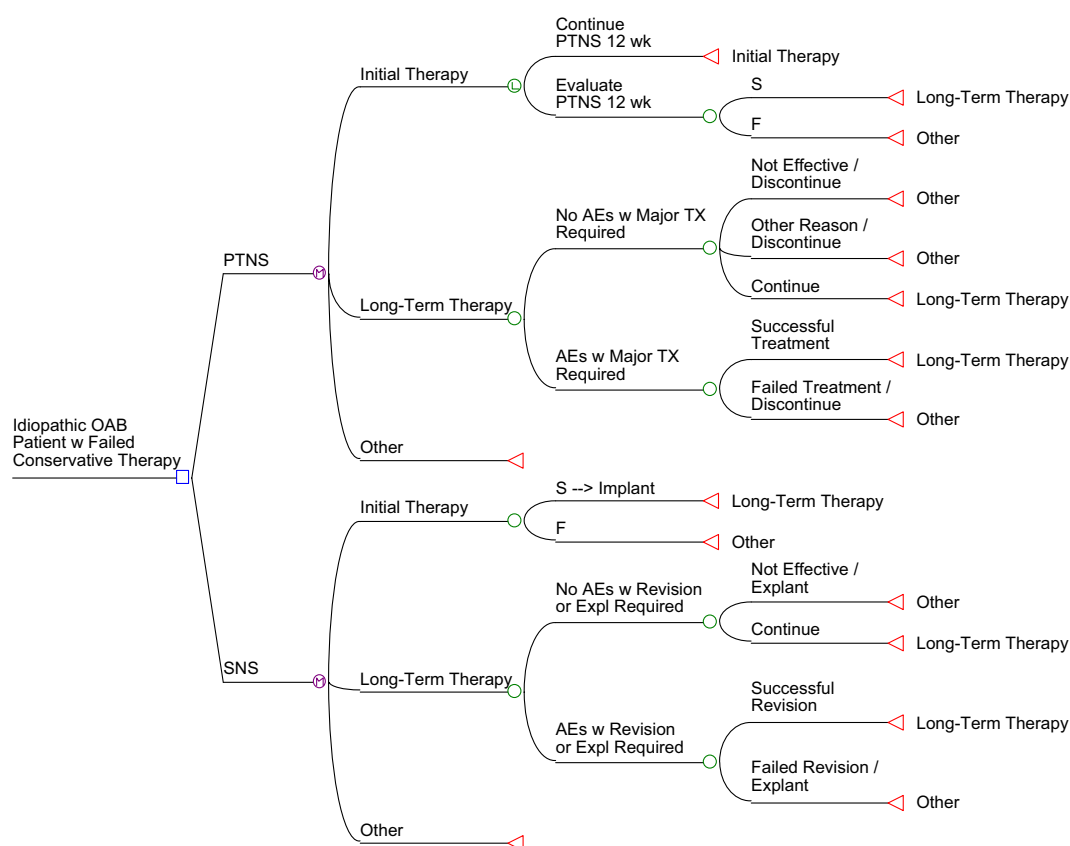 Continue
PTNS 12 wk
Initial Therapy
Initial Therapy
Evaluate
PTNS 12 wk
S
Long-Term Therapy
F
Other
Not Effective /
Discontinue
Other
No AEs w Major TX
Required
Other Reason /
Discontinue
Other
PTNS
Continue
Long-Term Therapy
Long-Term Therapy
Successful
Treatment
Long-Term Therapy
AEs w Major TX
Required
Failed Treatment /
Discontinue
Other
Idiopathic OAB
Patient w Failed
Conservative Therapy
Other
S --> Implant
Long-Term Therapy
Initial Therapy
F
Other
Not Effective /
Explant
Other
No AEs w Revision
or Expl Required
Continue
Long-Term Therapy
SNS
Long-Term Therapy
Successful
Revision
Long-Term Therapy
AEs w Revision
or Expl Required
Failed Revision /
Explant
Other
Other